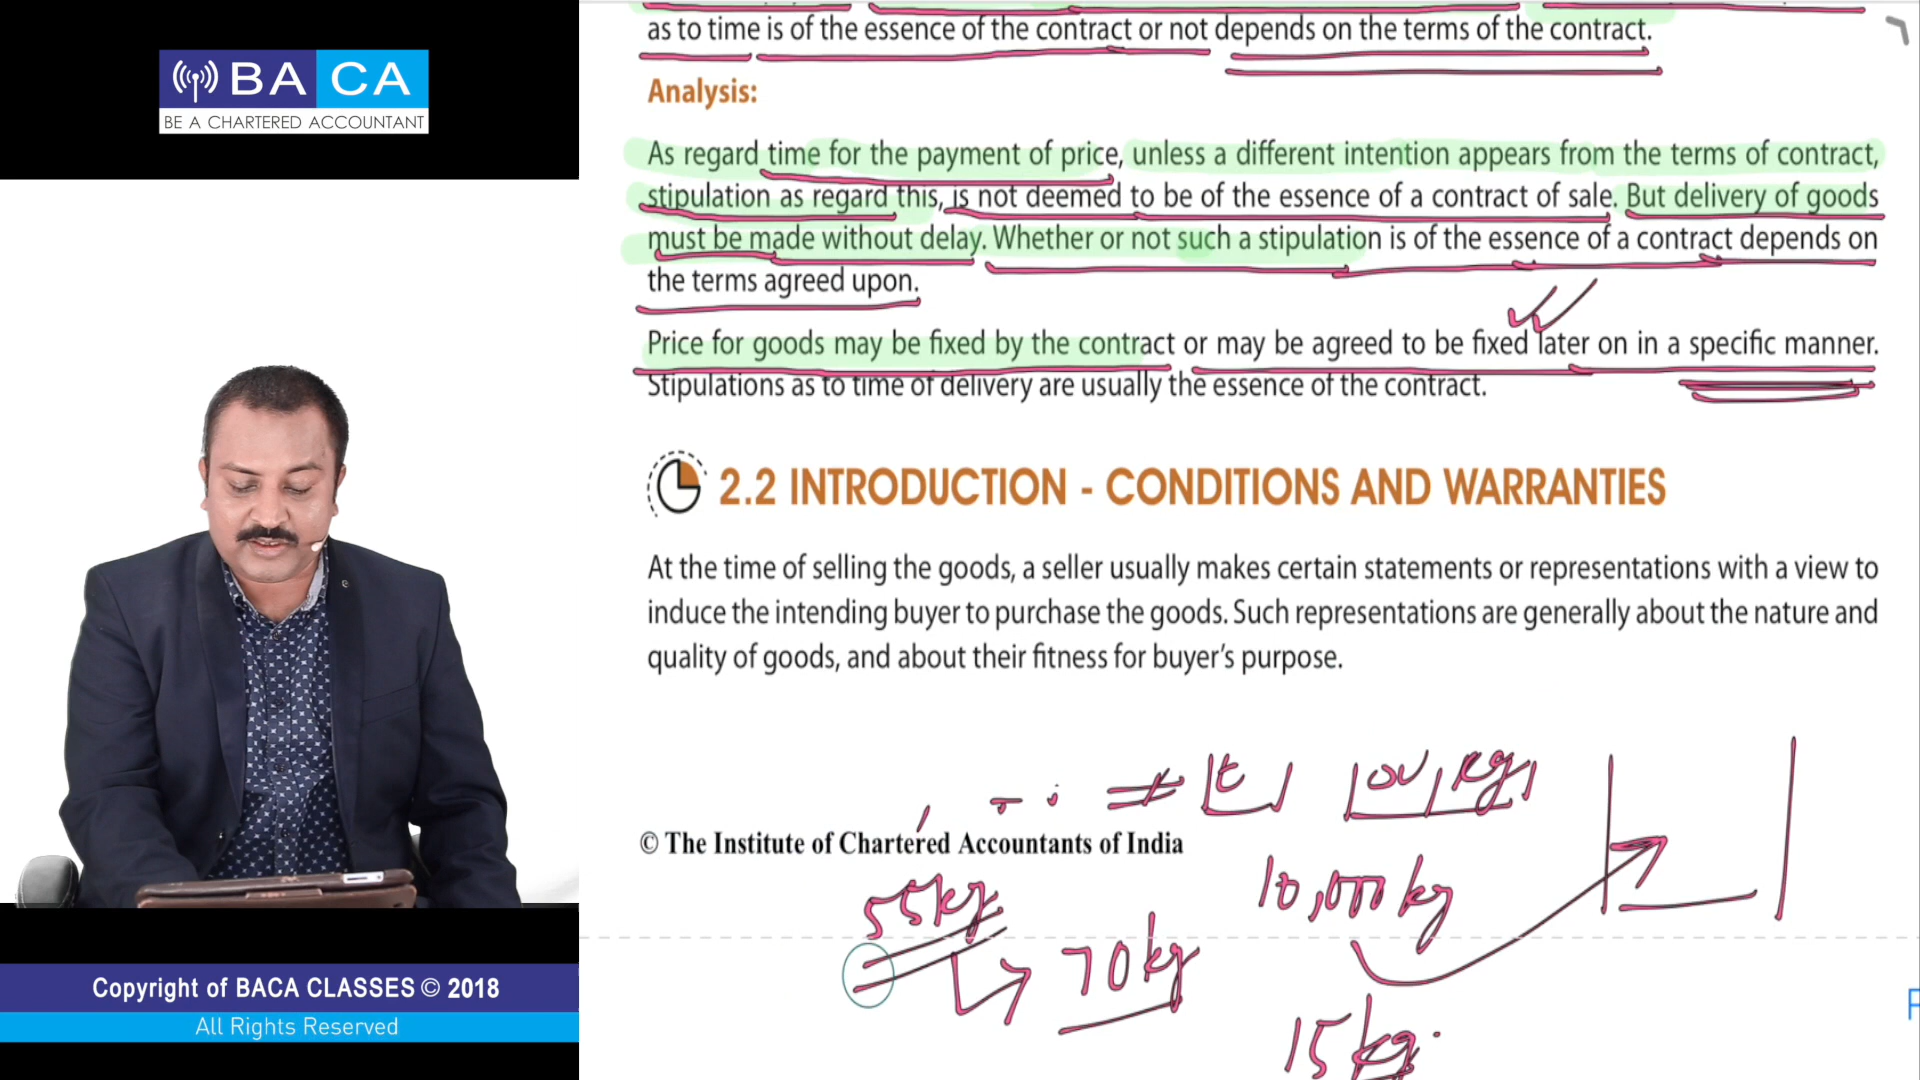 BA CA
BE A CHARTERED ACCOUNTANT
as to time is of the essence of the contract or not depends on the terms of the contract.
Analysis:
As regard time for the payment of price, unless a different intention appears from the terms of contract,
stipulation as regard this, is not deemed to be of the essence of a contract of sale. But delivery of goods
must be made without delay. Whether or not such a stipulation is of the essence of a contract depends on
the terms agreed upon.
Price for goods may be fixed by the contract or may be agreed to be fixed later on in a specific manner.
Stipulations as to time of delivery are usually the essence of the contract.
2.2 INTRODUCTION - CONDITIONS AND WARRANTIES
At the time of selling the goods, a seller usually makes certain statements or representations with a view to
induce the intending buyer to purchase the goods. Such representations are generally about the nature and
quality of goods, and about their fitness for buyer's purpose.
© The Institute of Chartered Accountants of India
55kg
10,000 kg
70 kg
15 kg
Copyright of BACA CLASSES © 2018
All Rights Reserved